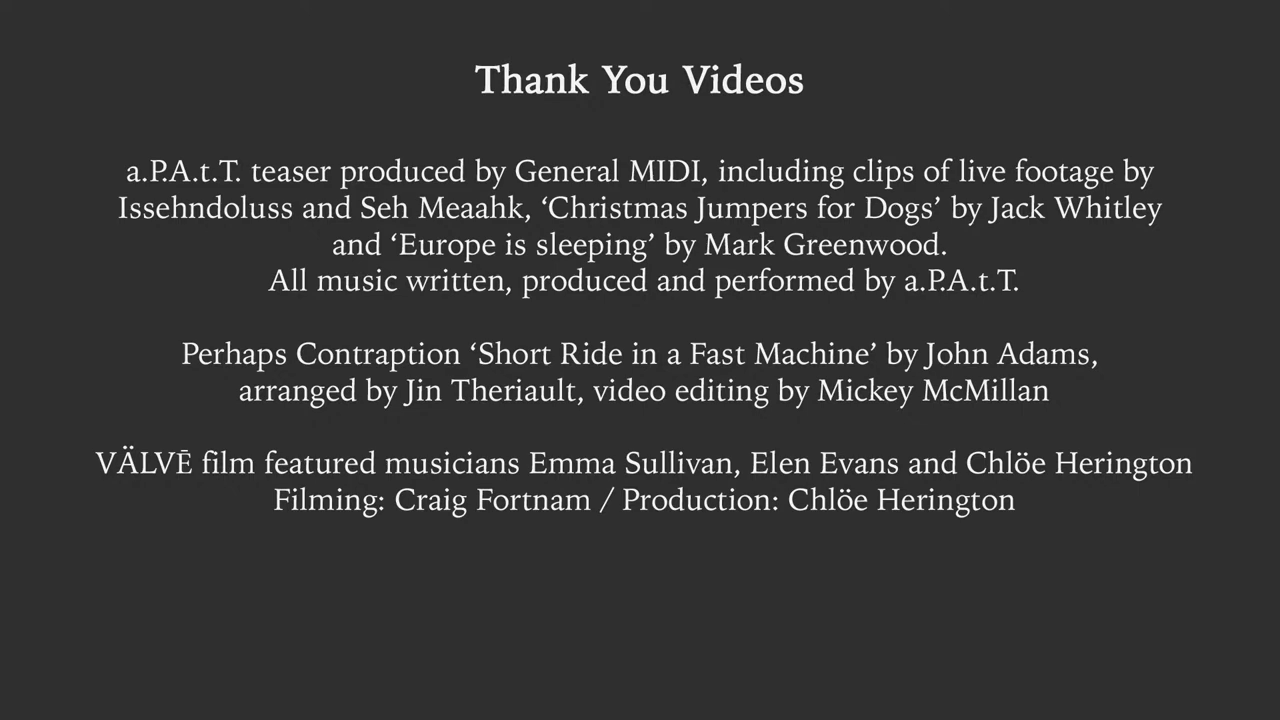 Thank You Videos
a.P.A.t.T. teaser produced by General MIDI, including clips of live footage by
Issehndoluss and Seh Meaahk, ‘Christmas Jumpers for Dogs’ by Jack Whitley
and ‘Europe is sleeping’ by Mark Greenwood.
All music written, produced and performed by a.P.A.t.T.
Perhaps Contraption ‘Short Ride in a Fast Machine’ by John Adams,
arranged by Jin Theriault, video editing by Mickey McMillan
VÄLVĒ film featured musicians Emma Sullivan, Elen Evans and Chlöe Herington
Filming: Craig Fortnam / Production: Chlöe Herington